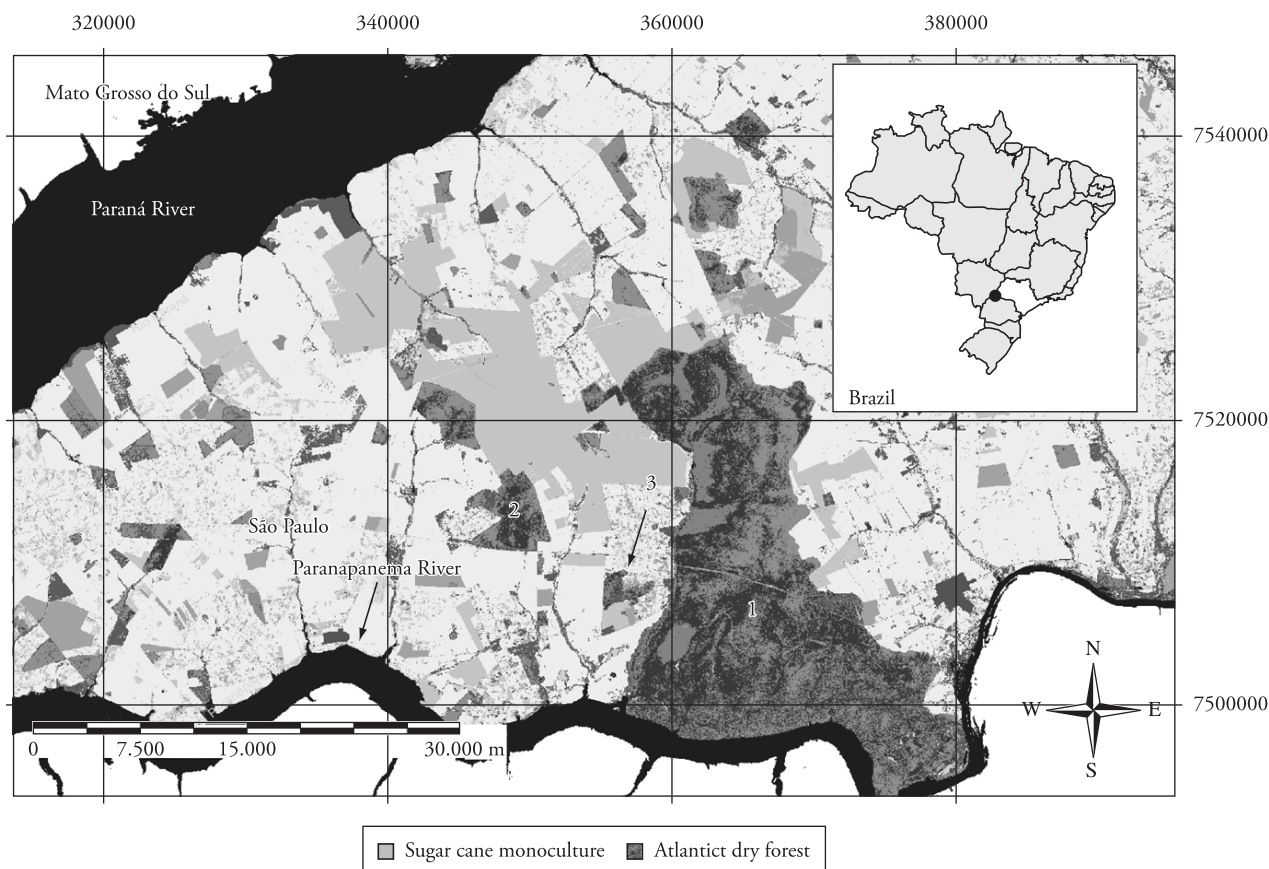 320000 340000 360000 380000
Mato Grosso do Sul
7540000
Paraná River
Brazil
7520000
3
2
São Paulo
Paranapanema River
1
N
7500000
W E
0 7.500 15.000 30.000 m
S
Sugar cane monoculture Atlantict dry forest